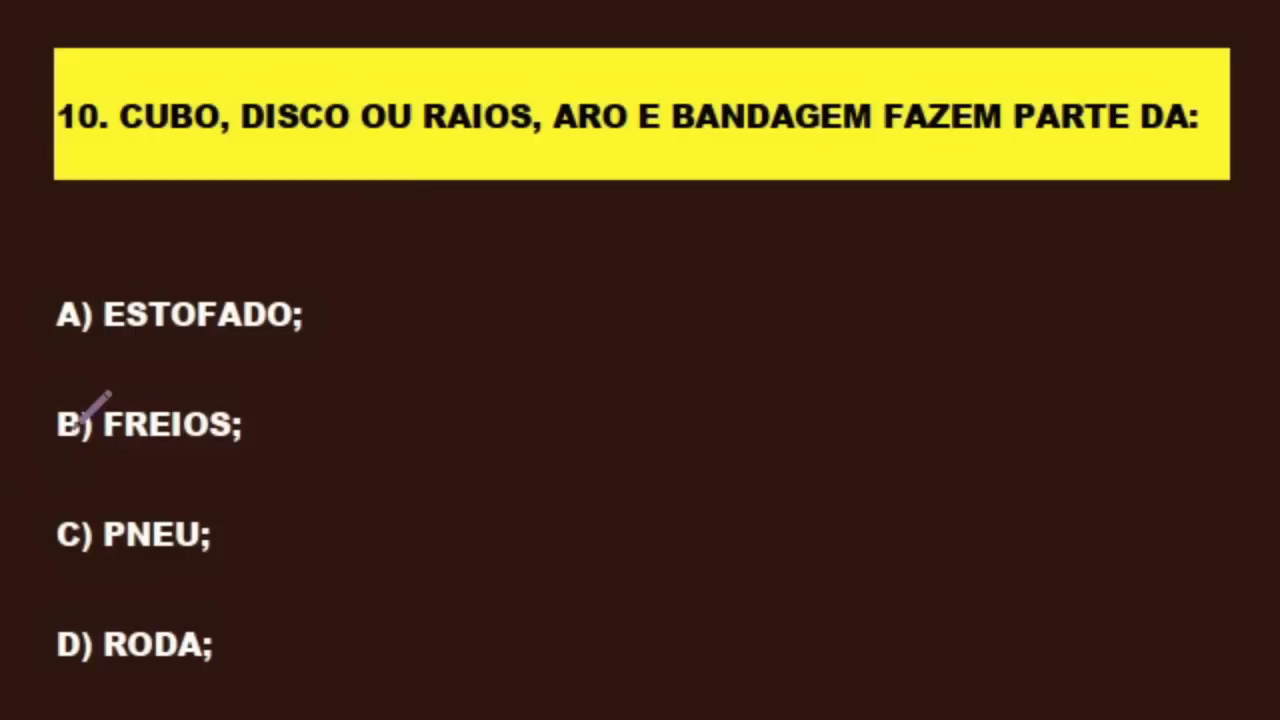 10. CUBO, DISCO OU RAIOS, ARO E BANDAGEM FAZEM PARTE DA:
A) ESTOFADO;
B) FREIOS;
C) PNEU;
D) RODA;